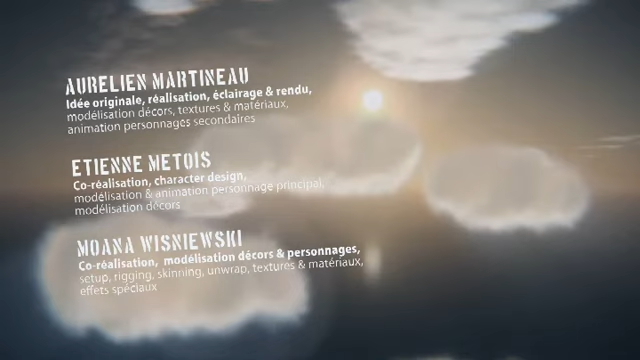 AURELIEN MARTINEAU
Idée originale, réalisation, éclairage & rendu,
modélisation décors, textures & matériaux,
animation personnages secondaires
ETIENNE METOIS
Co-réalisation, character design,
modélisation & animation personnage principal,
modélisation décors
MOANA WISNIEWSKI
Co-réalisation, modélisation décors & personnages,
setup, rigging, skinning, unwrap, textures & matériaux,
effets spéciaux